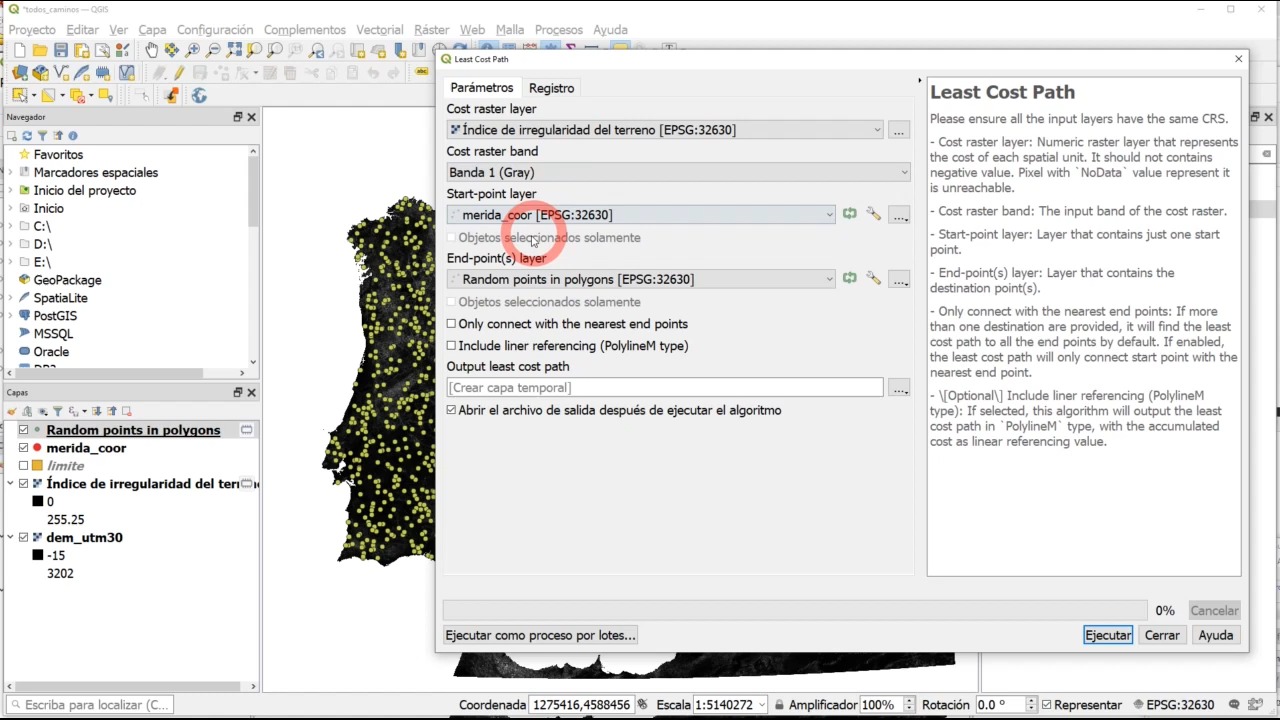 *todos_caminos — QGIS
Proyecto Editar Ver Capa Configuración Complementos Vectorial Ráster Web Malla Procesos Ayuda
abc
Navegador
Favoritos
Marcadores espaciales
Inicio del proyecto
Inicio
C:\
D:\
E:\
GeoPackage
SpatiaLite
PostGIS
MSSQL
Oracle
Capas
Random points in polygons
merida_coor
limite
Índice de irregularidad del terr
0
255.25
dem_utm30
-15
3202
Least Cost Path
Parámetros Registro
Cost raster layer
Índice de irregularidad del terreno [EPSG:32630]
...
Cost raster band
Banda 1 (Gray)
Start-point layer
merida_coor [EPSG:32630]
...
Objetos seleccionados solamente
End-point(s) layer
Random points in polygons [EPSG:32630]
...
Objetos seleccionados solamente
Only connect with the nearest end points
Include liner referencing (PolylineM type)
Output least cost path
[Crear capa temporal]
...
Abrir el archivo de salida después de ejecutar el algoritmo
Least Cost Path
Please ensure all the input layers have the same CRS.
- Cost raster layer: Numeric raster layer that represents
the cost of each spatial unit. It should not contains
negative value. Pixel with `NoData` value represent it
is unreachable.
- Cost raster band: The input band of the cost raster.
- Start-point layer: Layer that contains just one start
point.
- End-point(s) layer: Layer that contains the
destination point(s).
- Only connect with the nearest end points: If more
than one destination are provided, it will find the least
cost path to all the end points by default. If enabled,
the least cost path will only connect start point with the
nearest end point.
- \[Optional\] Include liner referencing (PolylineM
type): If selected, this algorithm will output the least
cost path in `PolylineM` type, with the accumulated
cost as linear referencing value.
0% Cancelar
Ejecutar como proceso por lotes... Ejecutar Cerrar Ayuda
Escriba para localizar (C... Coordenada 1275416,4588456 Escala 1:5140272 Amplificador 100% Rotación 0.0 ° Representar EPSG:32630